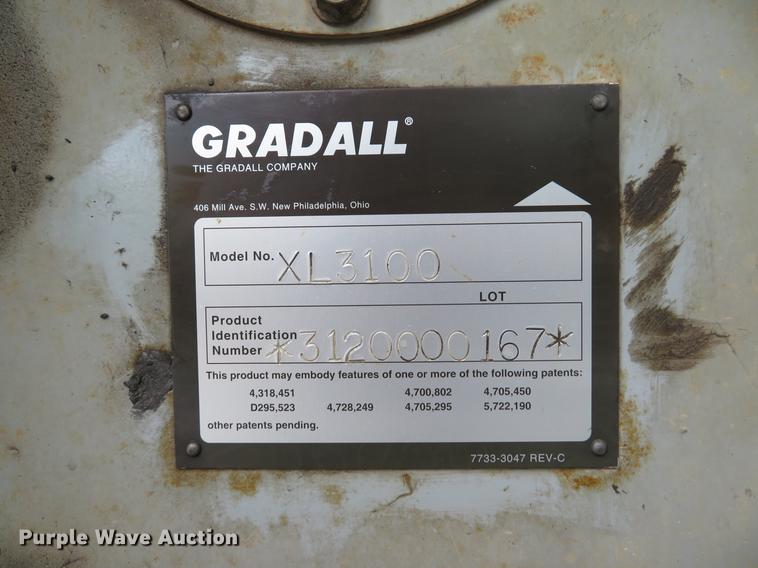 GRADALL®
THE GRADALL COMPANY
406 Mill Ave. S.W. New Philadelphia, Ohio
Model No. XL3100
LOT
Product
Identification
Number *3120000167*
This product may embody features of one or more of the following patents:
4,318,451 4,700,802 4,705,450
D295,523 4,728,249 4,705,295 5,722,190
other patents pending.
7733-3047 REV-C
Purple Wave Auction